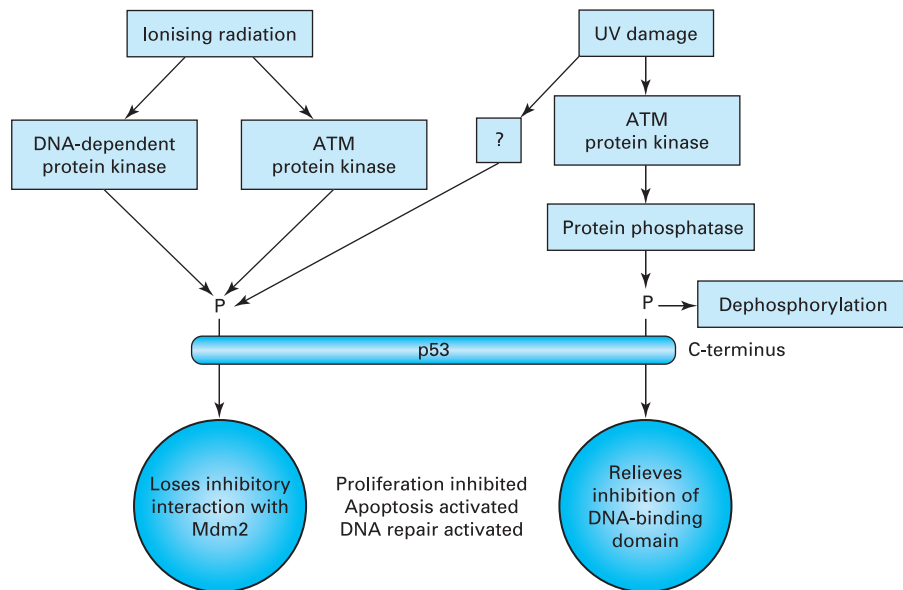 Ionising radiation
UV damage
DNA-dependent
protein kinase
ATM
protein kinase
?
ATM
protein kinase
Protein phosphatase
P
P
Dephosphorylation
p53
C-terminus
Loses inhibitory
interaction with
Mdm2
Proliferation inhibited
Apoptosis activated
DNA repair activated
Relieves
inhibition of
DNA-binding
domain